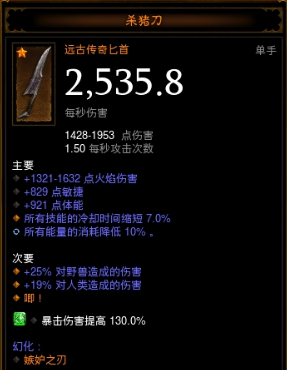 杀猪刀
远古传奇匕首
单手
2,535.8
每秒伤害
1428-1953 点伤害
1.50 每秒攻击次数
主要
+1321-1632 点火焰伤害
+829 点敏捷
+921 点体能
所有技能的冷却时间缩短 7.0%
所有能量的消耗降低 10% 。
次要
+25% 对野兽造成的伤害
+19% 对人类造成的伤害
唧！
暴击伤害提高 130.0%
幻化：
嫉妒之刃